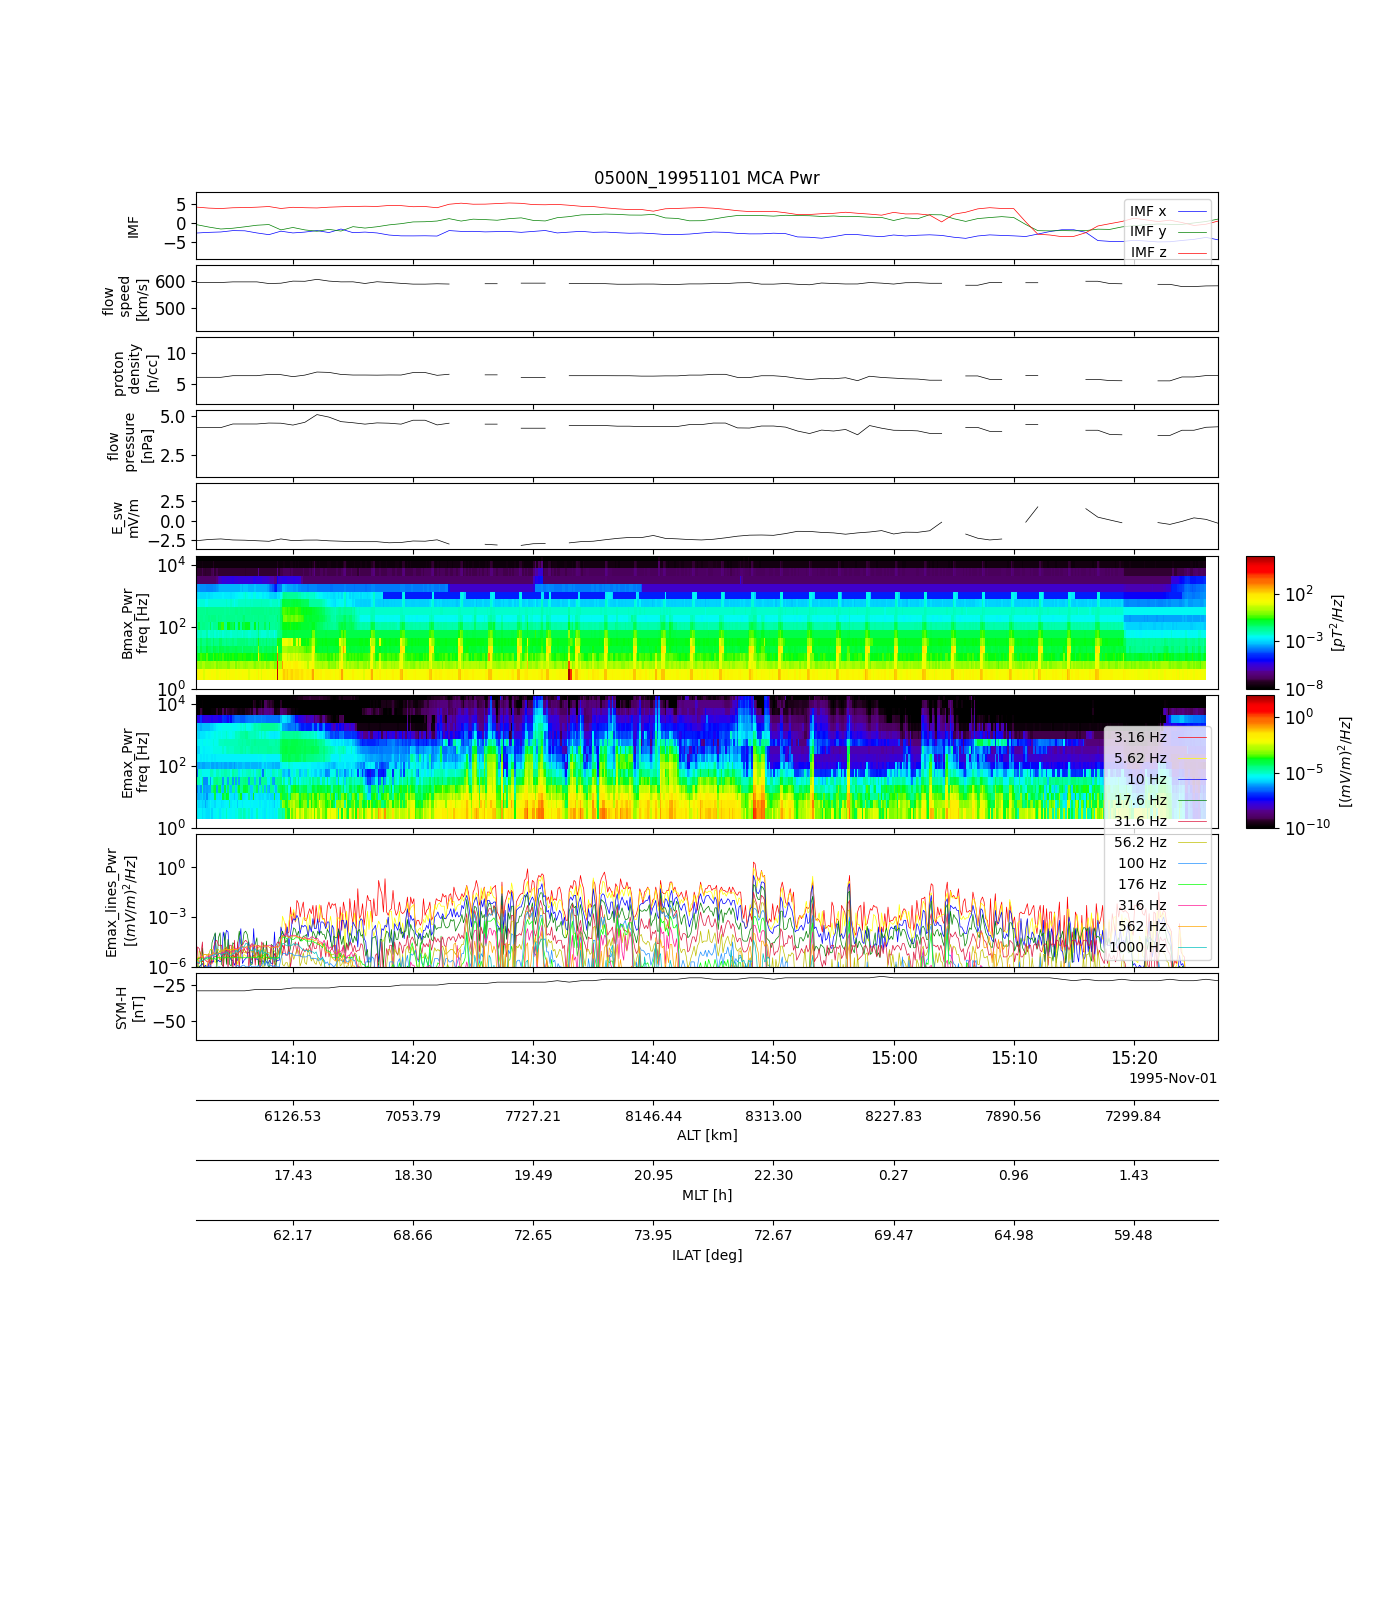 0500N_19951101 MCA Pwr
IMF
5
0
−5
IMF x
IMF y
IMF z
flow
speed
[km/s]
600
500
proton
density
[n/cc]
10
5
flow
pressure
[nPa]
5.0
2.5
E_sw
mV/m
2.5
0.0
−2.5
Bmax_Pwr
freq [Hz]
10^4
10^2
10^0
10^2
10^−3
10^−8
[pT^2/Hz]
Emax_Pwr
freq [Hz]
10^4
10^2
10^0
10^0
10^−5
10^−10
[(mV/m)^2/Hz]
3.16 Hz
5.62 Hz
10 Hz
17.6 Hz
31.6 Hz
56.2 Hz
100 Hz
176 Hz
316 Hz
562 Hz
1000 Hz
Emax_lines_Pwr
[(mV/m)^2/Hz]
10^0
10^−3
10^−6
SYM-H
[nT]
−25
−50
14:10 14:20 14:30 14:40 14:50 15:00 15:10 15:20
1995-Nov-01
6126.53 7053.79 7727.21 8146.44 8313.00 8227.83 7890.56 7299.84
ALT [km]
17.43 18.30 19.49 20.95 22.30 0.27 0.96 1.43
MLT [h]
62.17 68.66 72.65 73.95 72.67 69.47 64.98 59.48
ILAT [deg]